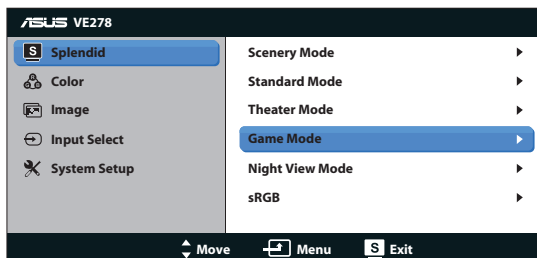 ASUS VE278
S Splendid
Color
Image
Input Select
System Setup
Scenery Mode
Standard Mode
Theater Mode
Game Mode
Night View Mode
sRGB
Move Menu S Exit